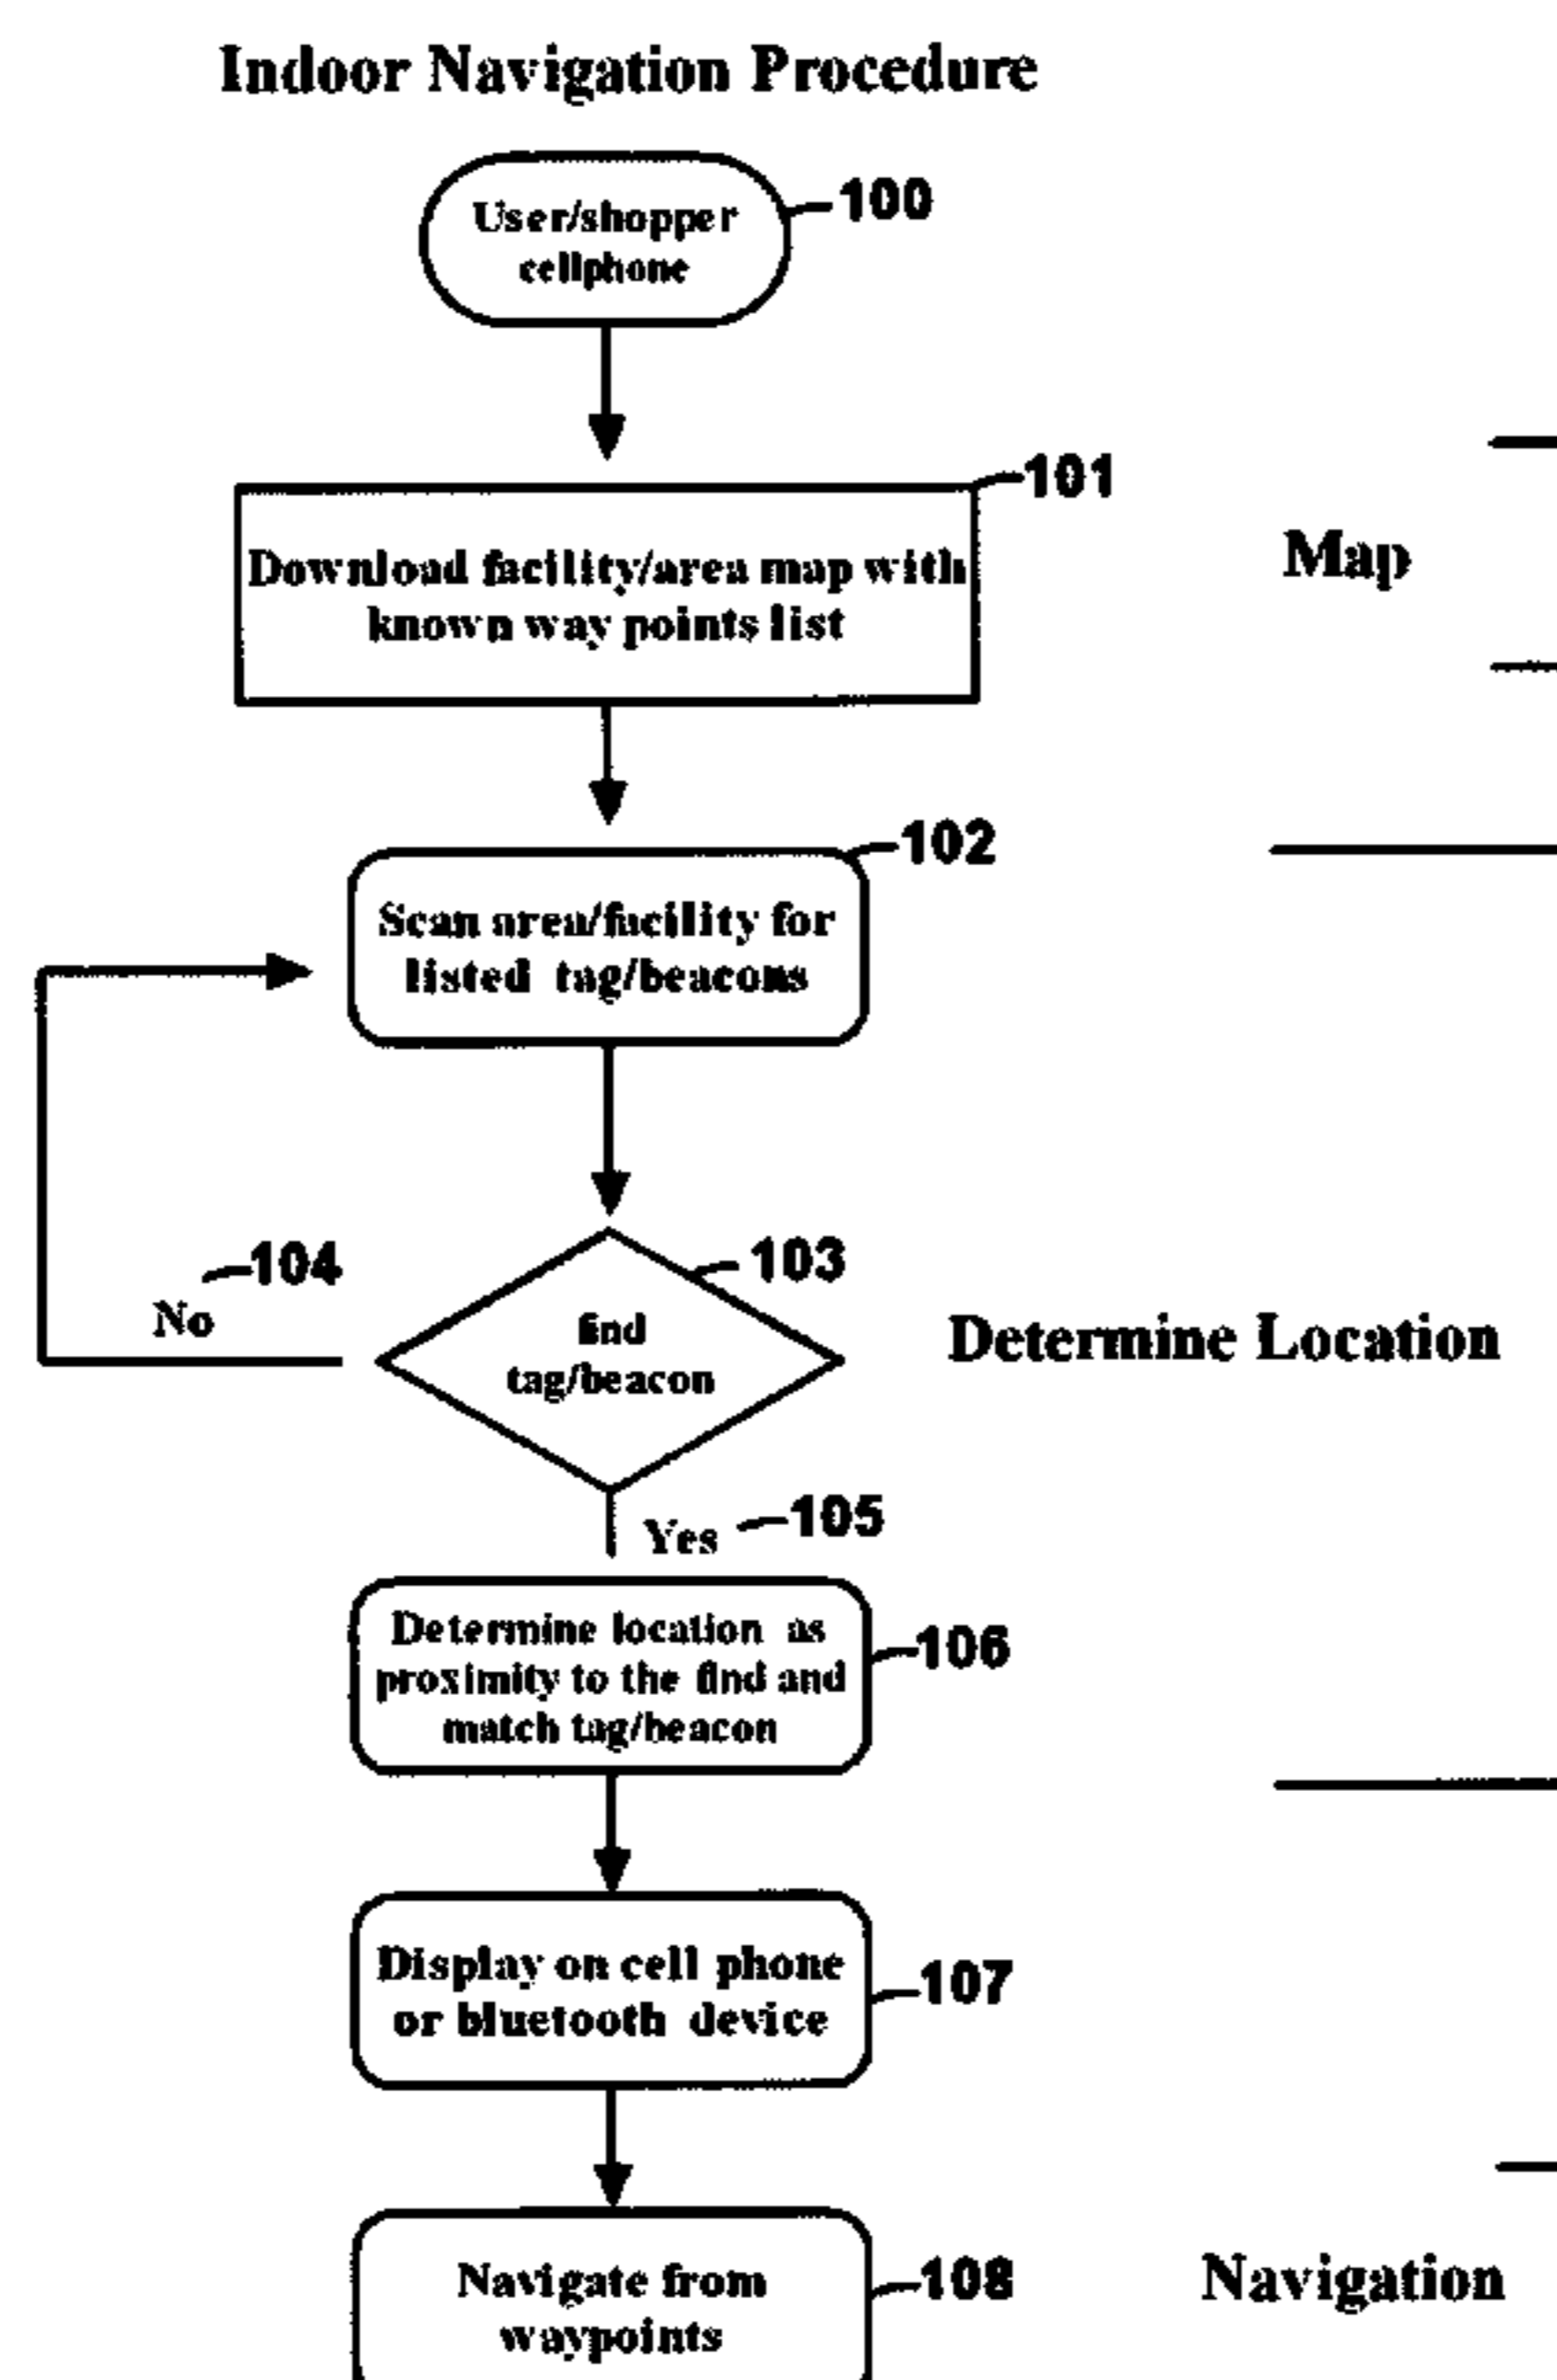 Indoor Navigation Procedure
User/shopper
cellphone
100
101
Download facility/area map with
known way points list
Map
102
Scan area/facility for
listed tag/beacons
104
No
103
find
tag/beacon
Determine Location
Yes
105
Determine location as
proximity to the find and
match tag/beacon
106
Display on cell phone
or bluetooth device
107
Navigate from
waypoints
108
Navigation